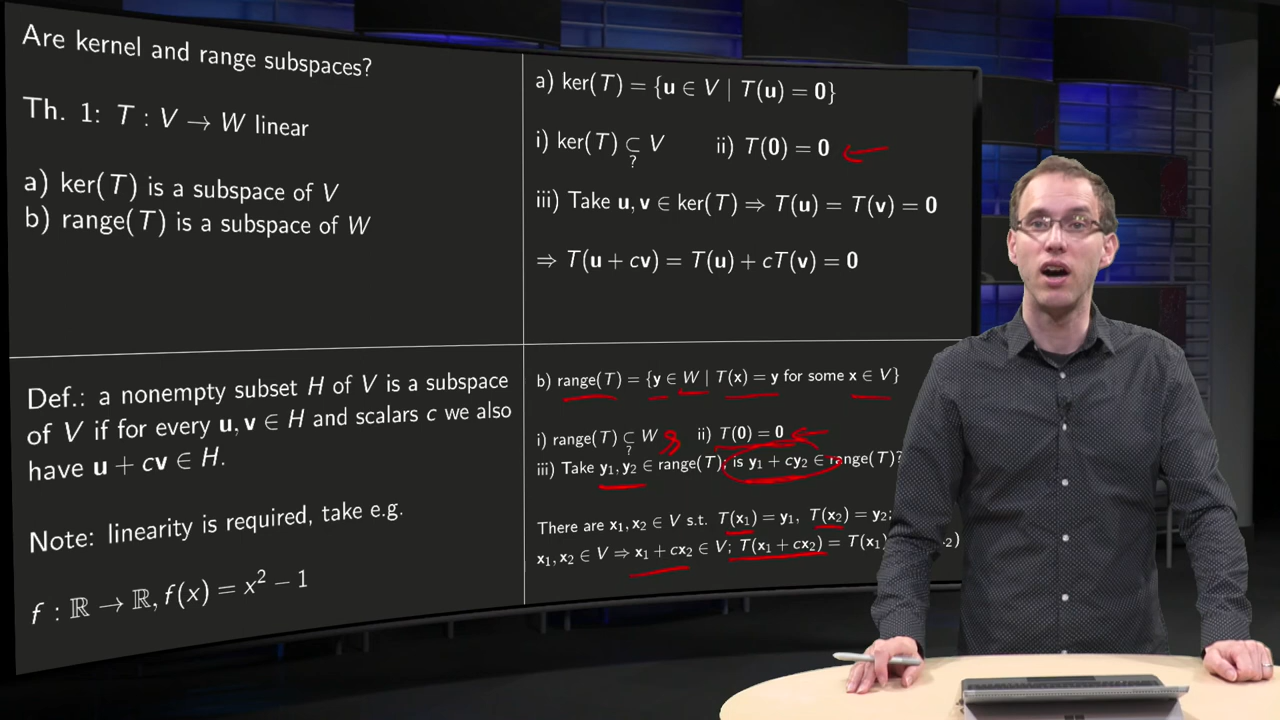 Are kernel and range subspaces?
Th. 1: T : V → W linear
a) ker(T) is a subspace of V
b) range(T) is a subspace of W
a) ker(T) = {u ∈ V | T(u) = 0}
i) ker(T) ⊂ V ii) T(0) = 0
?
iii) Take u, v ∈ ker(T) ⇒ T(u) = T(v) = 0
⇒ T(u + cv) = T(u) + cT(v) = 0
Def.: a nonempty subset H of V is a subspace
of V if for every u, v ∈ H and scalars c we also
have u + cv ∈ H.
Note: linearity is required, take e.g.
f : ℝ → ℝ, f(x) = x² − 1
b) range(T) = {y ∈ W | T(x) = y for some x ∈ V}
i) range(T) ⊂ W ii) T(0) = 0
?
iii) Take y₁, y₂ ∈ range(T); is y₁ + cy₂ ∈ range(T)?
There are x₁, x₂ ∈ V s.t. T(x₁) = y₁, T(x₂) = y₂;
x₁, x₂ ∈ V ⇒ x₁ + cx₂ ∈ V; T(x₁ + cx₂) = T(x₁) ₂)